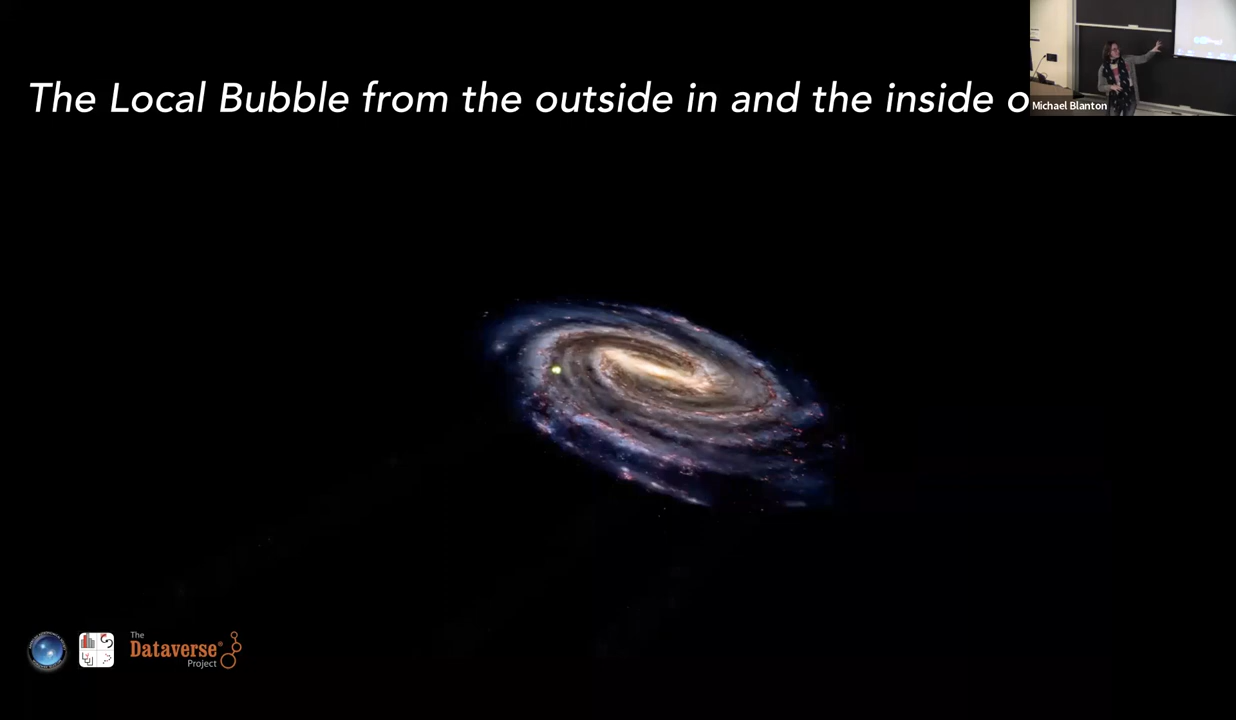 The Local Bubble from the outside in and the inside o
Michael Blanton
The
Dataverse®
Project